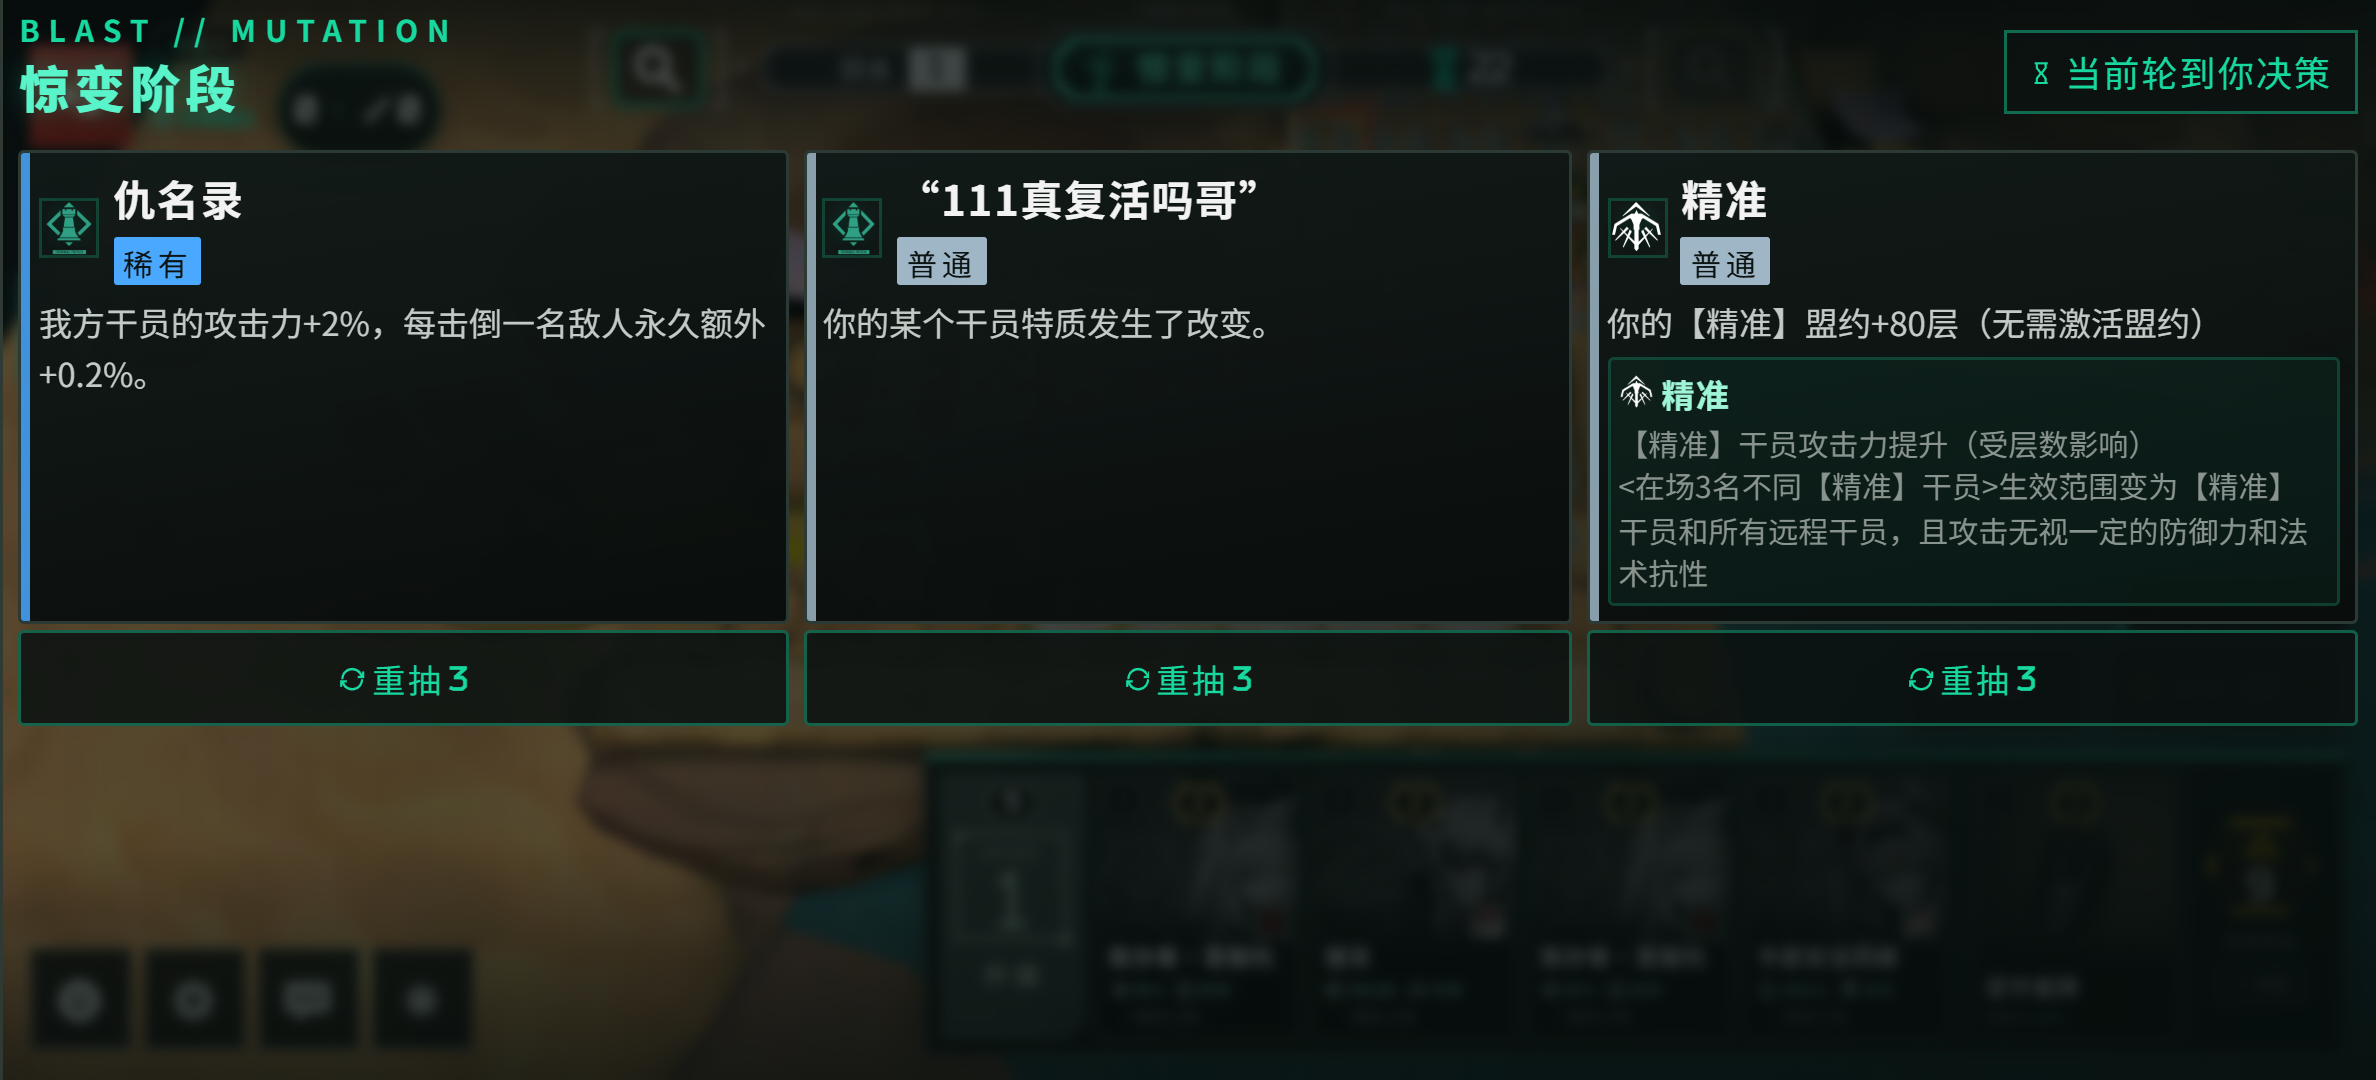 BLAST // MUTATION
惊变阶段
22
当前轮到你决策
仇名录
稀有
我方干员的攻击力+2%，每击倒一名敌人永久额外
+0.2%。
重抽3
“111真复活吗哥”
普通
你的某个干员特质发生了改变。
重抽3
精准
普通
你的【精准】盟约+80层（无需激活盟约）
精准
【精准】干员攻击力提升（受层数影响）
<在场3名不同【精准】干员>生效范围变为【精准】
干员和所有远程干员，且攻击无视一定的防御力和法
术抗性
重抽3